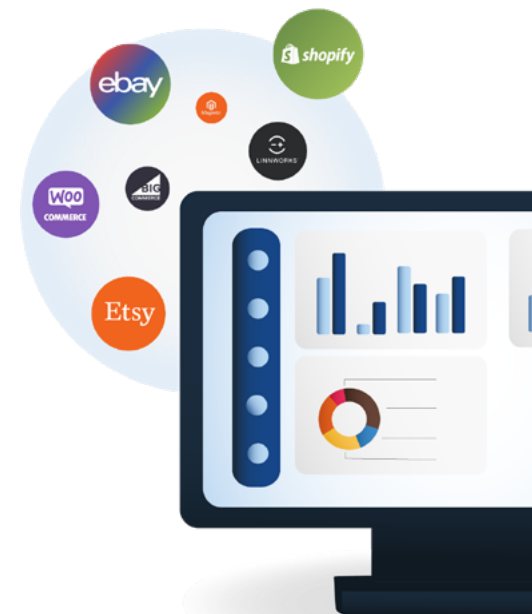 shopify
ebay
Magento
LINNWORKS
WOO
COMMERCE
BIG
COMMERCE
Etsy